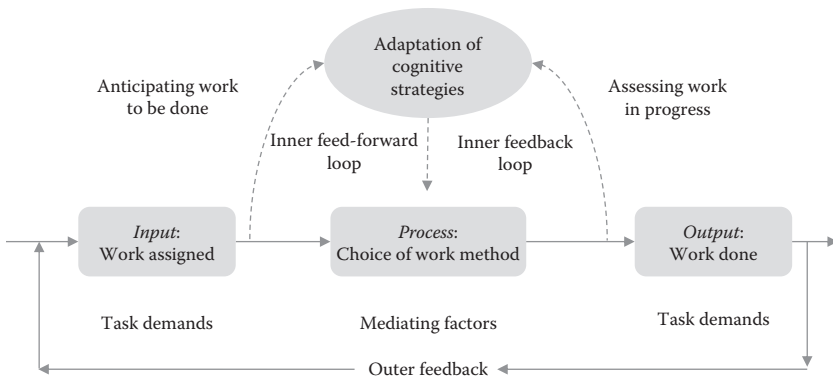 Adaptation of
cognitive
strategies
Anticipating work
to be done
Assessing work
in progress
Inner feed-forward
loop
Inner feedback
loop
Input:
Work assigned
Process:
Choice of work method
Output:
Work done
Task demands
Mediating factors
Task demands
Outer feedback